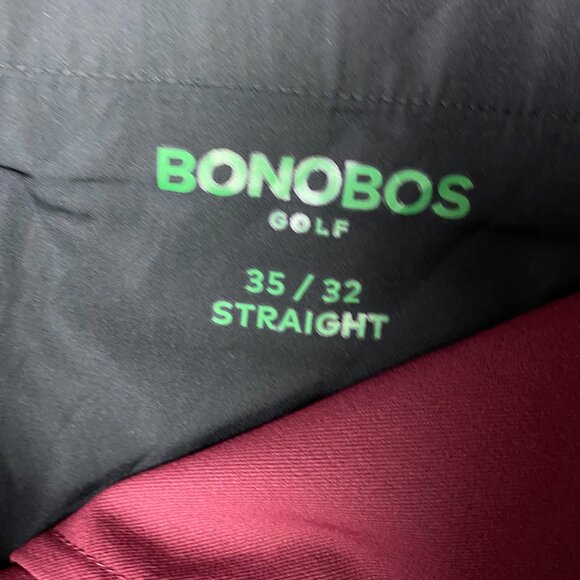 BONOBOS
GOLF
35 / 32
STRAIGHT